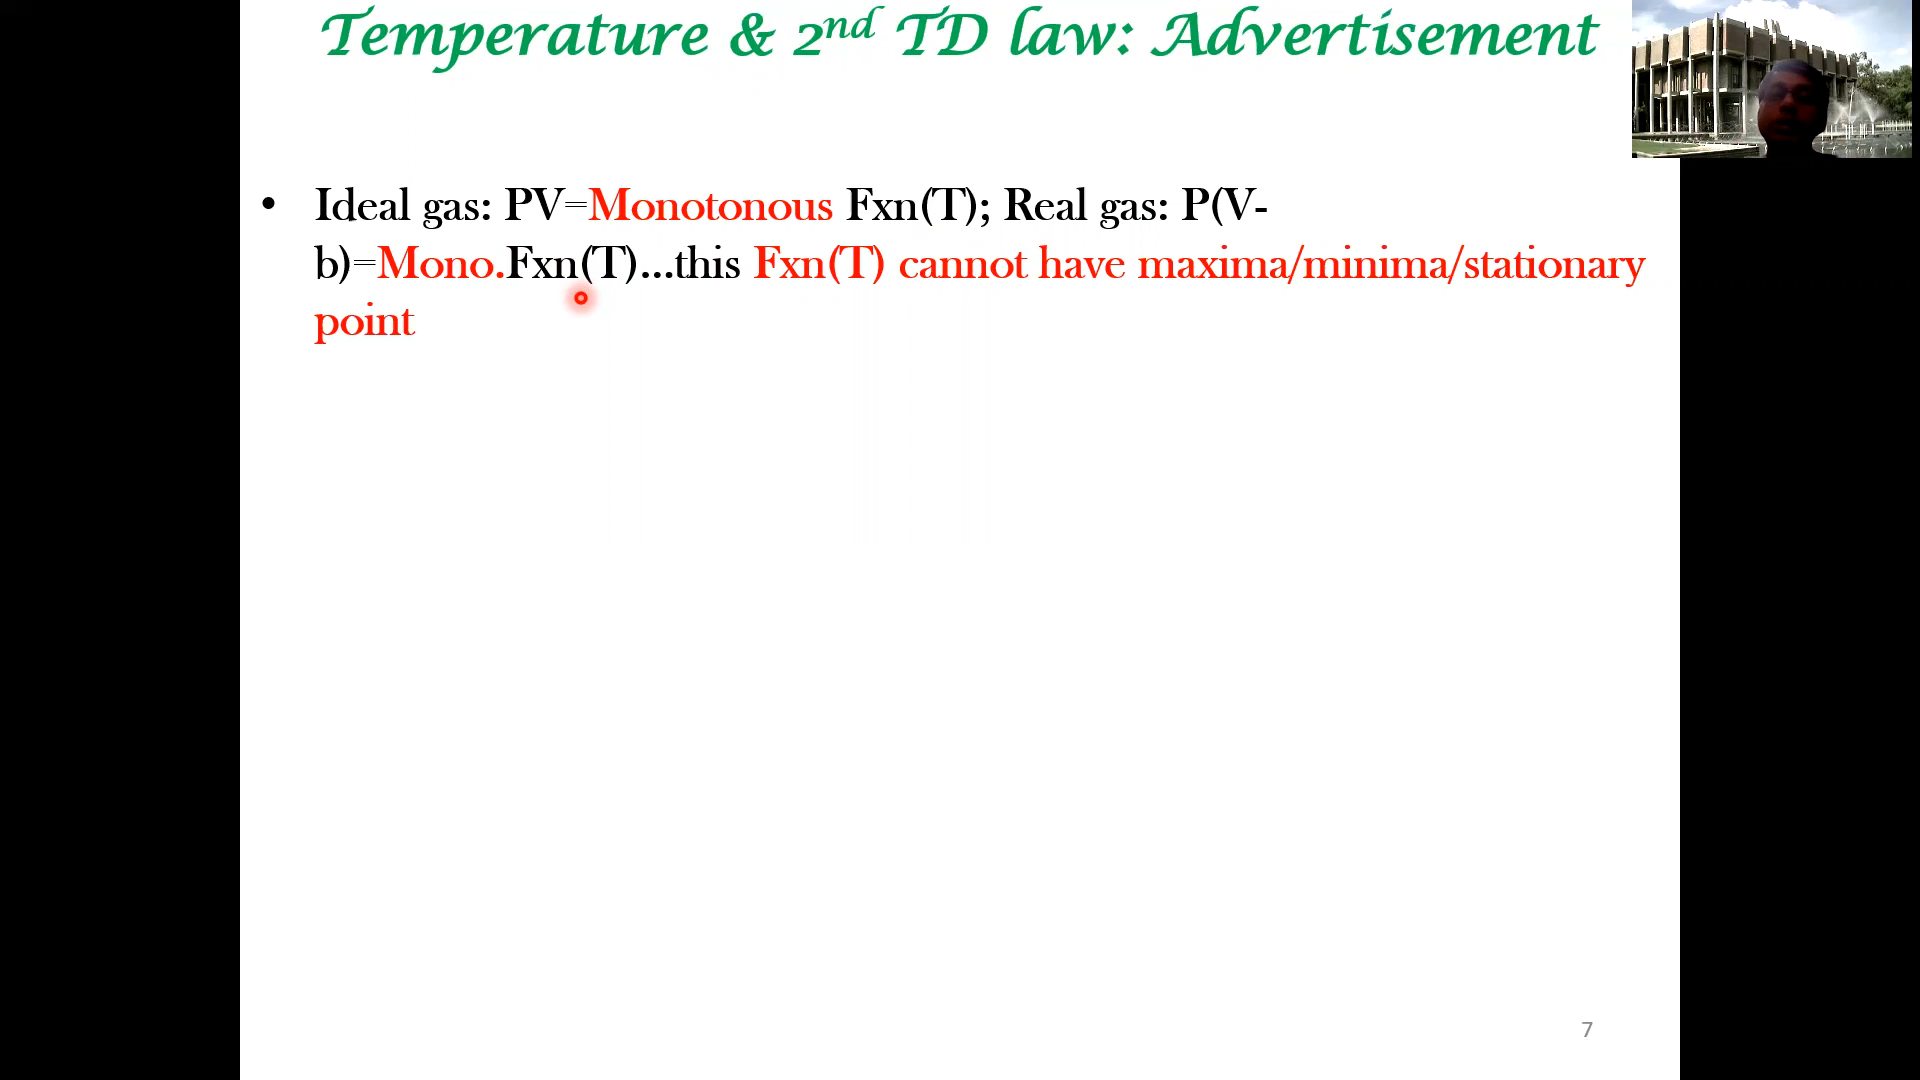 Temperature & 2nd TD law: Advertisement
• Ideal gas: PV=Monotonous Fxn(T); Real gas: P(V-
b)=Mono.Fxn(T)...this Fxn(T) cannot have maxima/minima/stationary
point
7